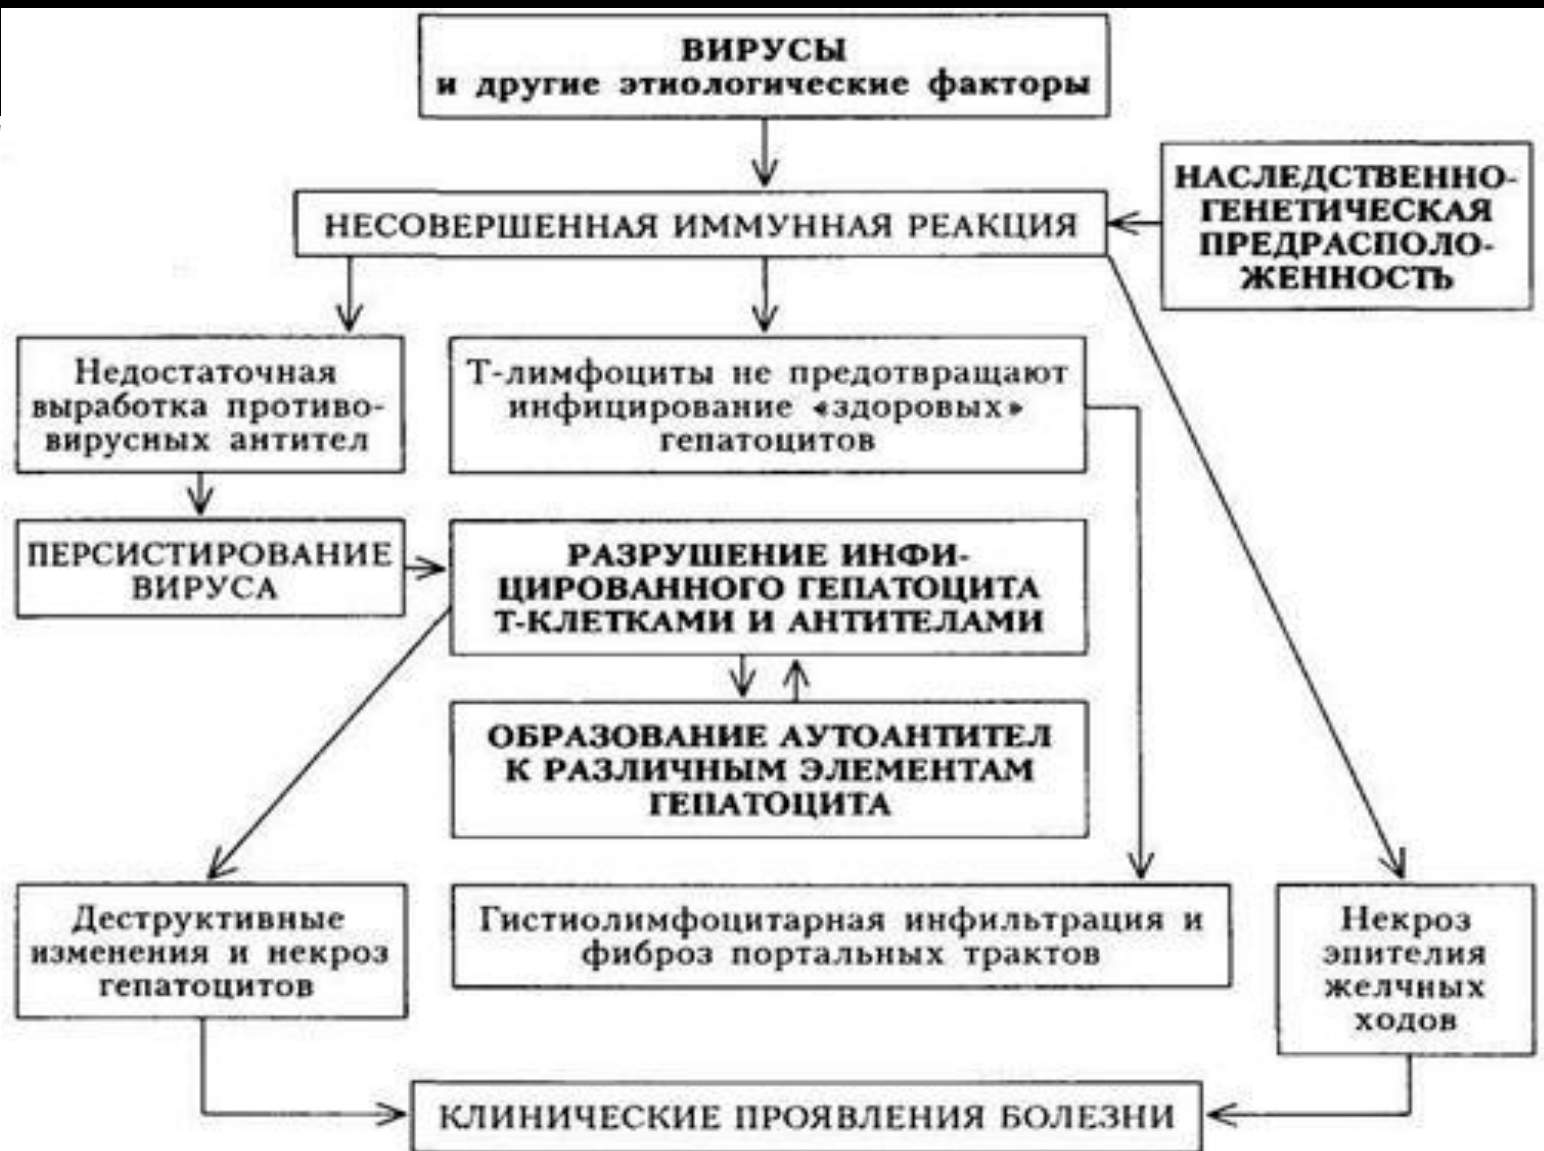 ВИРУСЫ
и другие этиологические факторы
НАСЛЕДСТВЕННО-
ГЕНЕТИЧЕСКАЯ
ПРЕДРАСПОЛО-
ЖЕННОСТЬ
НЕСОВЕРШЕННАЯ ИММУННАЯ РЕАКЦИЯ
Недостаточная
выработка противо-
вирусных антител
Т-лимфоциты не предотвращают
инфицирование «здоровых»
гепатоцитов
ПЕРСИСТИРОВАНИЕ
ВИРУСА
РАЗРУШЕНИЕ ИНФИ-
ЦИРОВАННОГО ГЕПАТОЦИТА
Т-КЛЕТКАМИ И АНТИТЕЛАМИ
ОБРАЗОВАНИЕ АУТОАНТИТЕЛ
К РАЗЛИЧНЫМ ЭЛЕМЕНТАМ
ГЕПАТОЦИТА
Деструктивные
изменения и некроз
гепатоцитов
Гистиолимфоцитарная инфильтрация и
фиброз портальных трактов
Некроз
эпителия
желчных
ходов
КЛИНИЧЕСКИЕ ПРОЯВЛЕНИЯ БОЛЕЗНИ